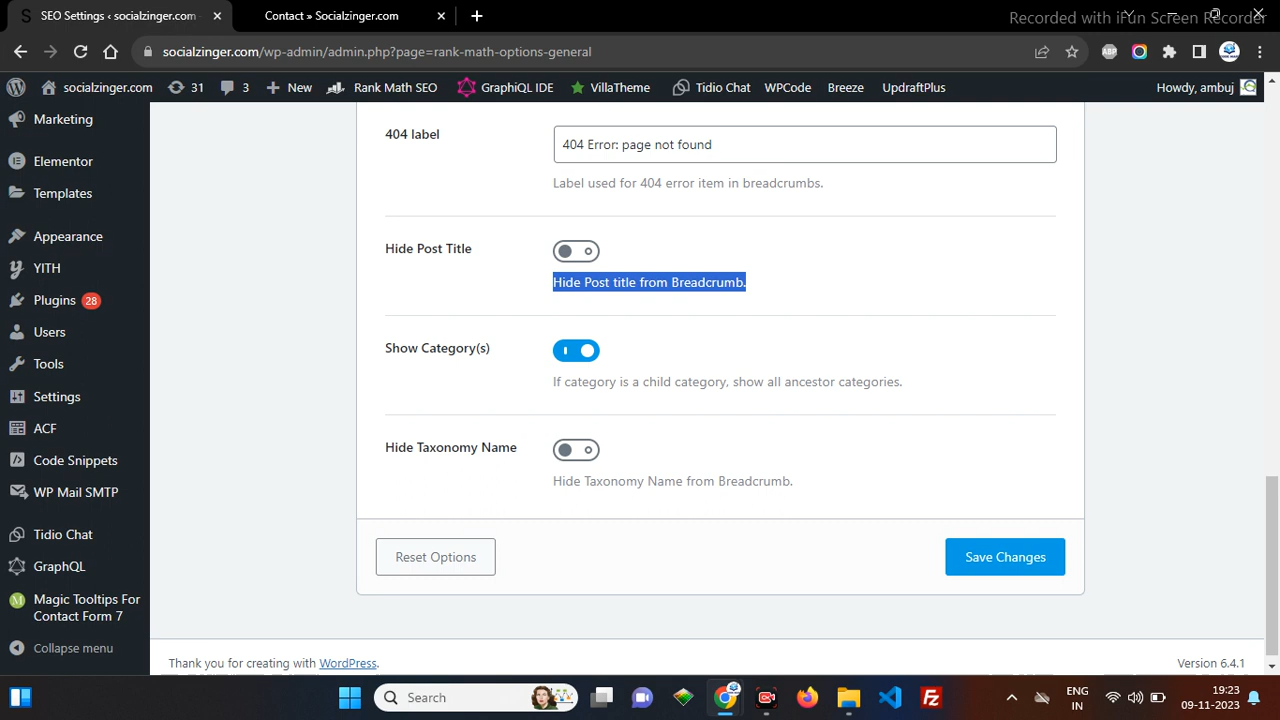 SEO Settings ‹ socialzinger.com
Contact » Socialzinger.com
Recorded with iFun Screen Recorder
socialzinger.com/wp-admin/admin.php?page=rank-math-options-general
socialzinger.com 31 3 New Rank Math SEO GraphiQL IDE VillaTheme Tidio Chat WPCode Breeze UpdraftPlus Howdy, ambuj
Marketing
Elementor
Templates
Appearance
YITH
Plugins 28
Users
Tools
Settings
ACF
Code Snippets
WP Mail SMTP
Tidio Chat
GraphQL
Magic Tooltips For
Contact Form 7
Collapse menu
404 label
404 Error: page not found
Label used for 404 error item in breadcrumbs.
Hide Post Title
Hide Post title from Breadcrumb.
Show Category(s)
If category is a child category, show all ancestor categories.
Hide Taxonomy Name
Hide Taxonomy Name from Breadcrumb.
Reset Options
Save Changes
Thank you for creating with WordPress.
Version 6.4.1
Search
ENG
IN
19:23
09-11-2023